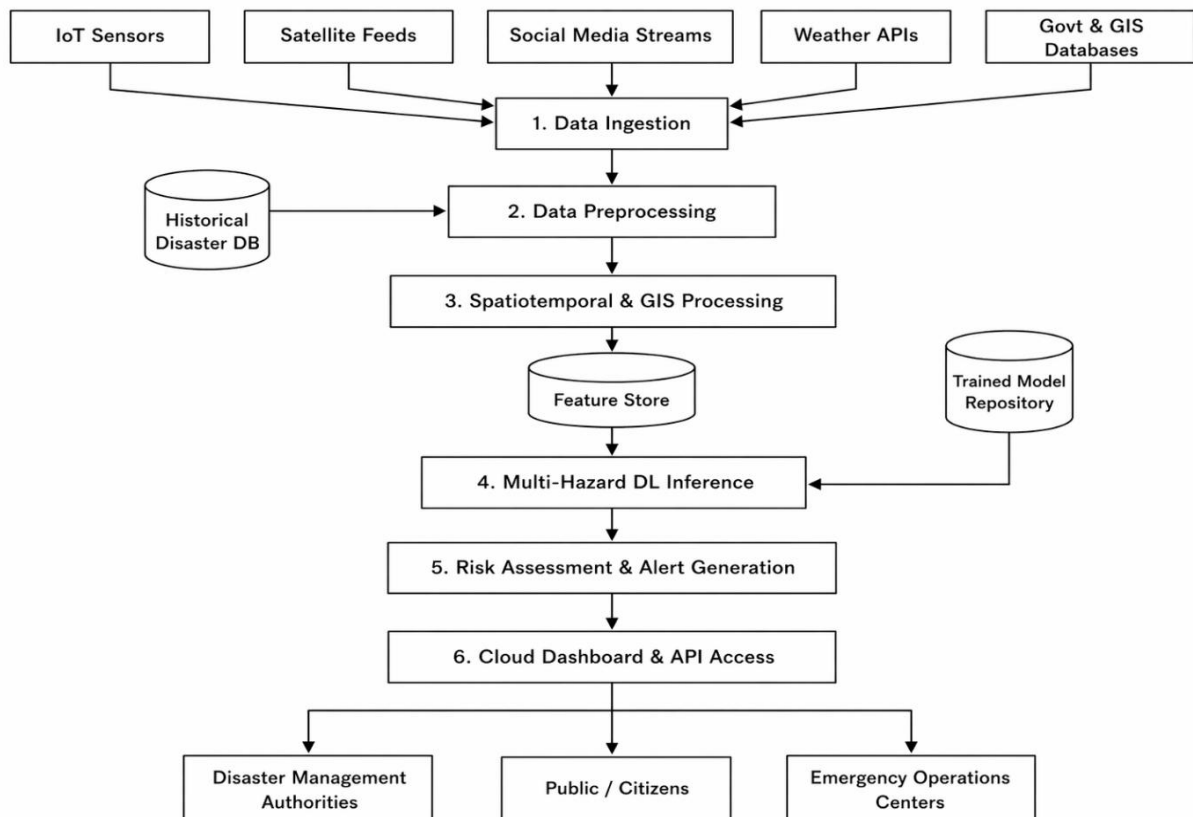 IoT Sensors
Satellite Feeds
Social Media Streams
Weather APIs
Govt & GIS
Databases
1. Data Ingestion
Historical
Disaster DB
2. Data Preprocessing
3. Spatiotemporal & GIS Processing
Feature Store
Trained Model
Repository
4. Multi-Hazard DL Inference
5. Risk Assessment & Alert Generation
6. Cloud Dashboard & API Access
Disaster Management
Authorities
Public / Citizens
Emergency Operations
Centers